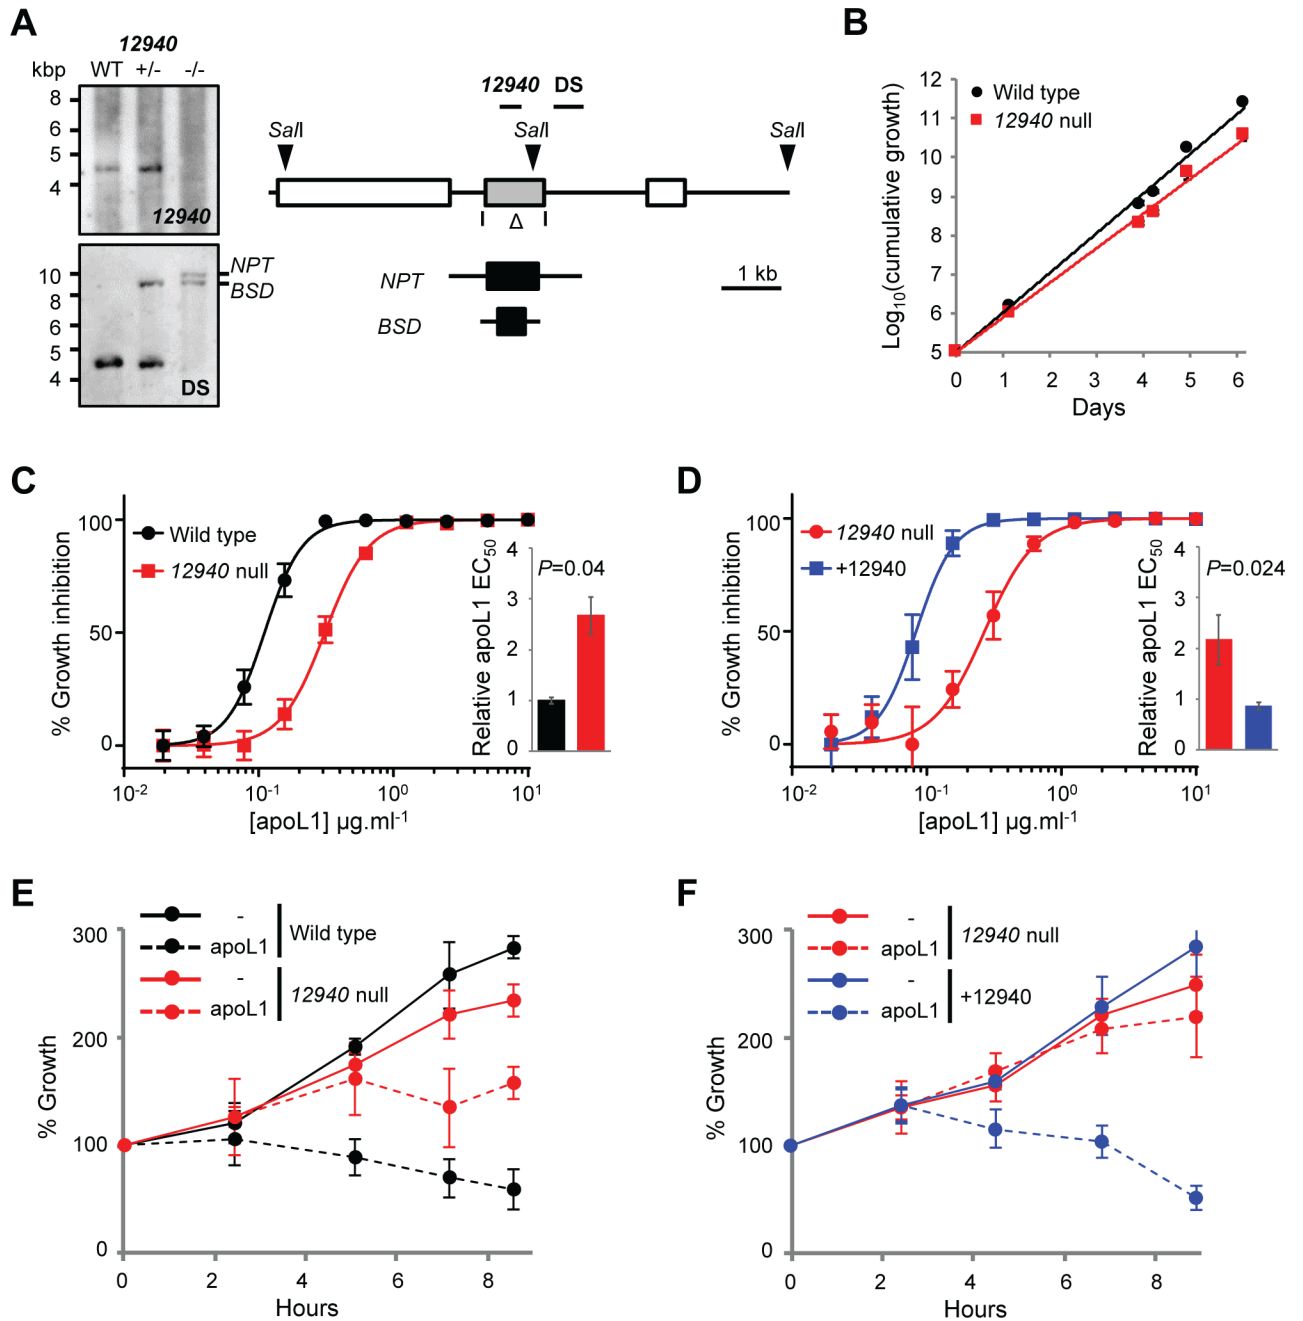 A
12940
kbp WT +/- -/-
8
6
5
4
12940
10
8
6
5
4
NPT
BSD
DS
12940 DS
SalI SalI SalI
Δ
NPT
BSD
1 kb
B
Log10(cumulative growth)
12
11
10
9
8
7
6
5
Wild type
12940 null
0 1 2 3 4 5 6
Days
C
% Growth inhibition
100
50
0
Wild type
12940 null
10-2 10-1 100 101
[apoL1] µg.ml-1
Relative apoL1 EC50
4
3
2
1
0
P=0.04
D
% Growth inhibition
100
50
0
12940 null
+12940
10-2 10-1 100 101
[apoL1] µg.ml-1
Relative apoL1 EC50
4
3
2
1
0
P=0.024
E
% Growth
300
200
100
0
-
apoL1
Wild type
-
apoL1
12940 null
0 2 4 6 8
Hours
F
% Growth
300
200
100
0
-
apoL1
12940 null
-
apoL1
+12940
0 2 4 6 8
Hours